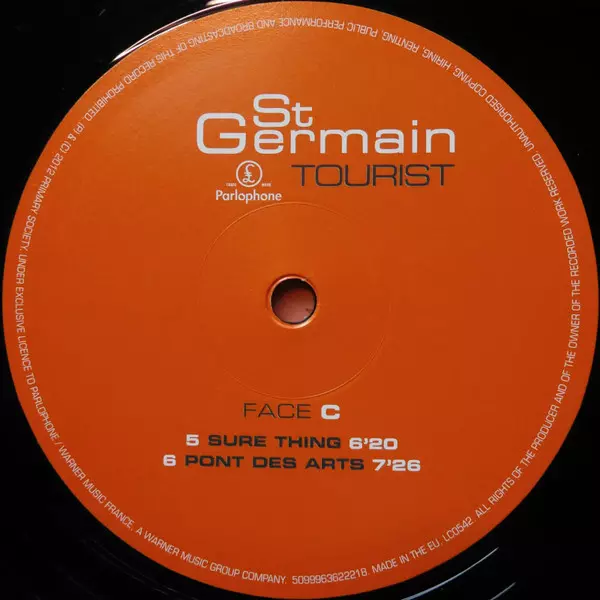 St
Germain
TOURIST
£
TRADE MARK
Parlophone
FACE C
5 SURE THING 6'20
6 PONT DES ARTS 7'26
(P) & (C) 2012 PRIMARY SOCIETY. UNDER EXCLUSIVE LICENCE TO PARLOPHONE / WARNER MUSIC FRANCE, A WARNER MUSIC GROUP COMPANY. 5099963622218. MADE IN THE EU. LC0542. ALL RIGHTS OF THE PRODUCER AND OF THE OWNER OF THE RECORDED WORK RESERVED. UNAUTHORISED COPYING, HIRING, RENTING, PUBLIC PERFORMANCE AND BROADCASTING OF THIS RECORD PROHIBITED.